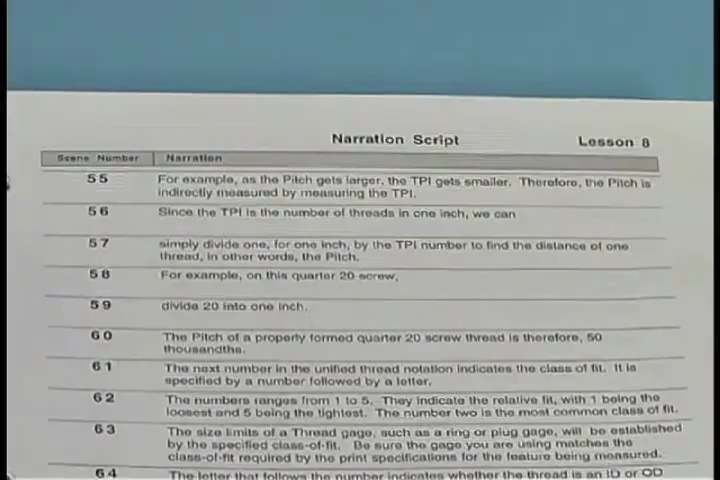 Narration Script Lesson 8
Scene Number Narration
55 For example, as the Pitch gets larger, the TPI gets smaller. Therefore, the Pitch is
indirectly measured by measuring the TPI.
56 Since the TPI is the number of threads in one inch, we can
57 simply divide one, for one inch, by the TPI number to find the distance of one
thread, in other words, the Pitch.
58 For example, on this quarter 20 screw,
59 divide 20 into one inch.
60 The Pitch of a properly formed quarter 20 screw thread is therefore, 50
thousandths.
61 The next number in the unified thread notation indicates the class of fit. It is
specified by a number followed by a letter.
62 The numbers ranges from 1 to 5. They indicate the relative fit, with 1 being the
loosest and 5 being the tightest. The number two is the most common class of fit.
63 The size limits of a Thread gage, such as a ring or plug gage, will be established
by the specified class-of-fit. Be sure the gage you are using matches the
class-of-fit required by the print specifications for the feature being measured.
64 The letter that follows the number indicates whether the thread is an ID or OD